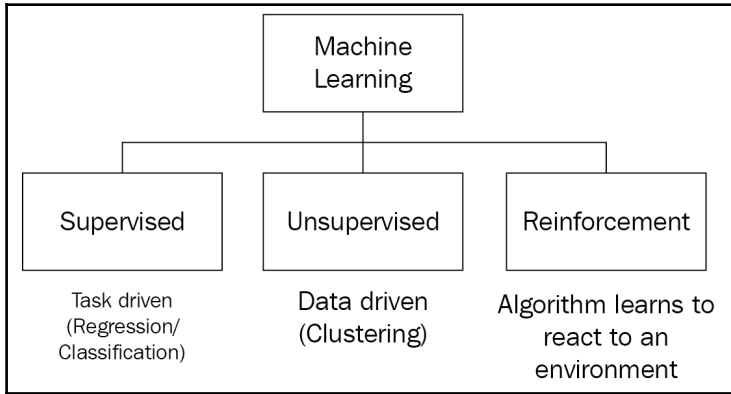 Machine
Learning
Supervised
Unsupervised
Reinforcement
Task driven
(Regression/
Classification)
Data driven
(Clustering)
Algorithm learns to
react to an
environment